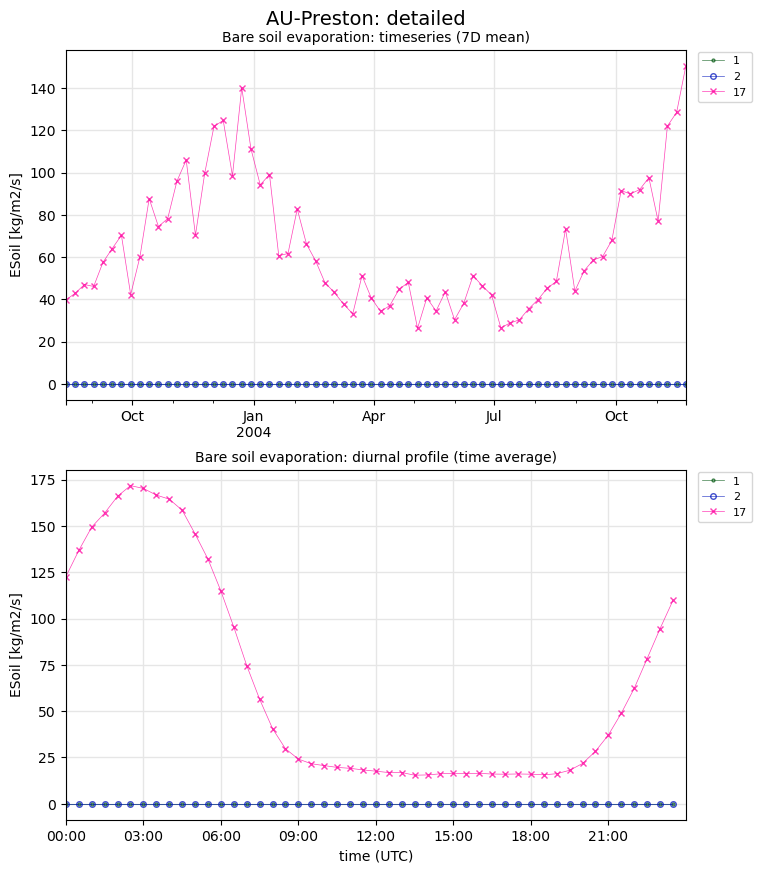 AU-Preston: detailed
Bare soil evaporation: timeseries (7D mean)
ESoil [kg/m2/s]
140
120
100
80
60
40
20
0
Oct
Jan
2004
Apr
Jul
Oct
1
2
17
Bare soil evaporation: diurnal profile (time average)
ESoil [kg/m2/s]
175
150
125
100
75
50
25
0
00:00
03:00
06:00
09:00
12:00
15:00
18:00
21:00
time (UTC)
1
2
17